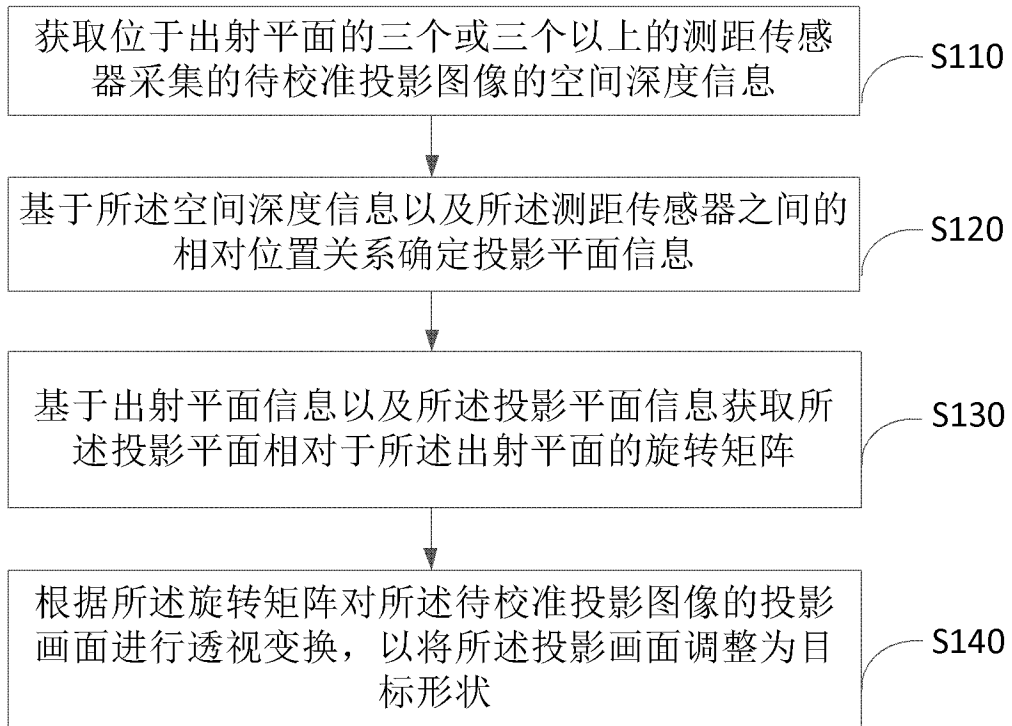 获取位于出射平面的三个或三个以上的测距传感
器采集的待校准投影图像的空间深度信息
S110
基于所述空间深度信息以及所述测距传感器之间的
相对位置关系确定投影平面信息
S120
基于出射平面信息以及所述投影平面信息获取所
述投影平面相对于所述出射平面的旋转矩阵
S130
根据所述旋转矩阵对所述待校准投影图像的投影
画面进行透视变换，以将所述投影画面调整为目
标形状
S140